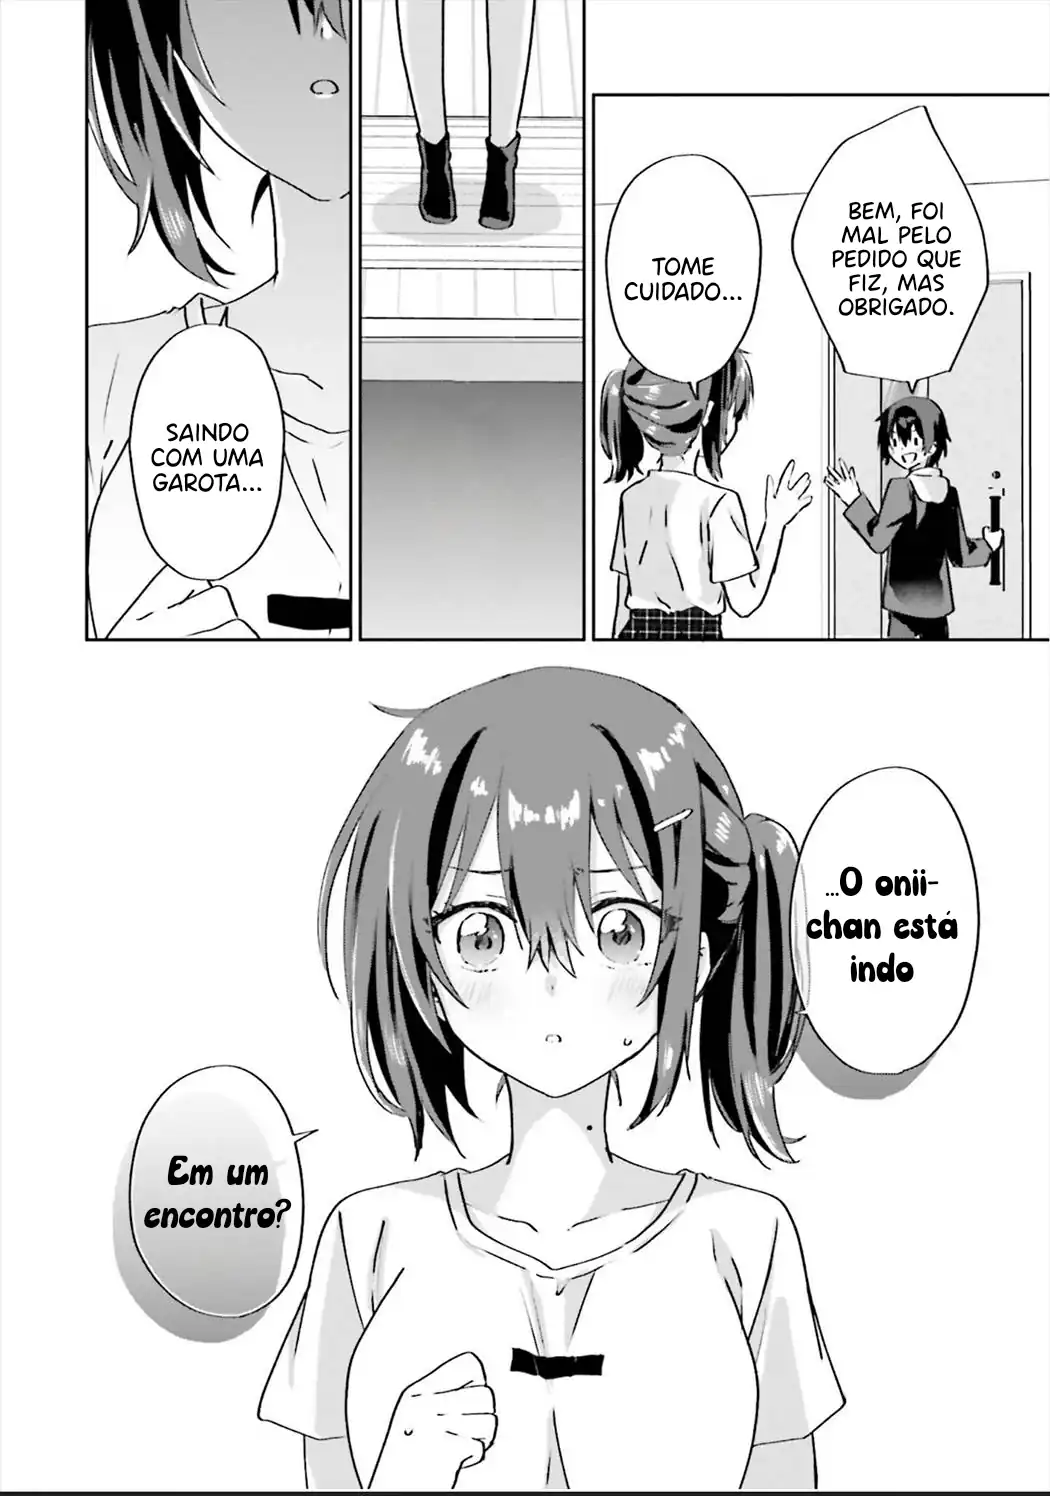 BEM, FOI
MAL PELO
PEDIDO QUE
FIZ, MAS
OBRIGADO.
TOME
CUIDADO...
SAINDO
COM UMA
GAROTA...
...O onii-
chan está
indo
Em um
encontro?